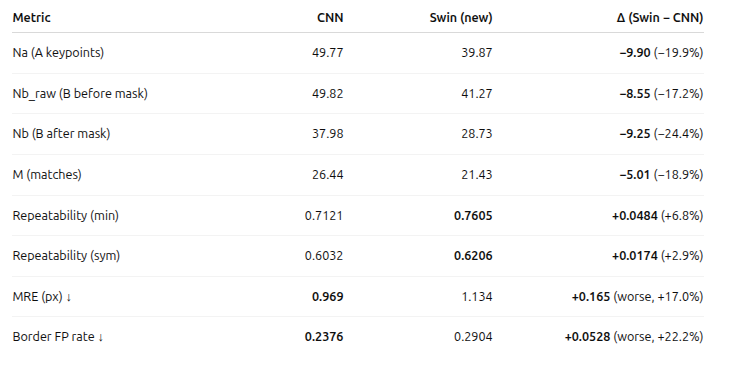 Metric CNN Swin (new) Δ (Swin − CNN)
Na (A keypoints) 49.77 39.87 −9.90 (−19.9%)
Nb_raw (B before mask) 49.82 41.27 −8.55 (−17.2%)
Nb (B after mask) 37.98 28.73 −9.25 (−24.4%)
M (matches) 26.44 21.43 −5.01 (−18.9%)
Repeatability (min) 0.7121 0.7605 +0.0484 (+6.8%)
Repeatability (sym) 0.6032 0.6206 +0.0174 (+2.9%)
MRE (px) ↓ 0.969 1.134 +0.165 (worse, +17.0%)
Border FP rate ↓ 0.2376 0.2904 +0.0528 (worse, +22.2%)